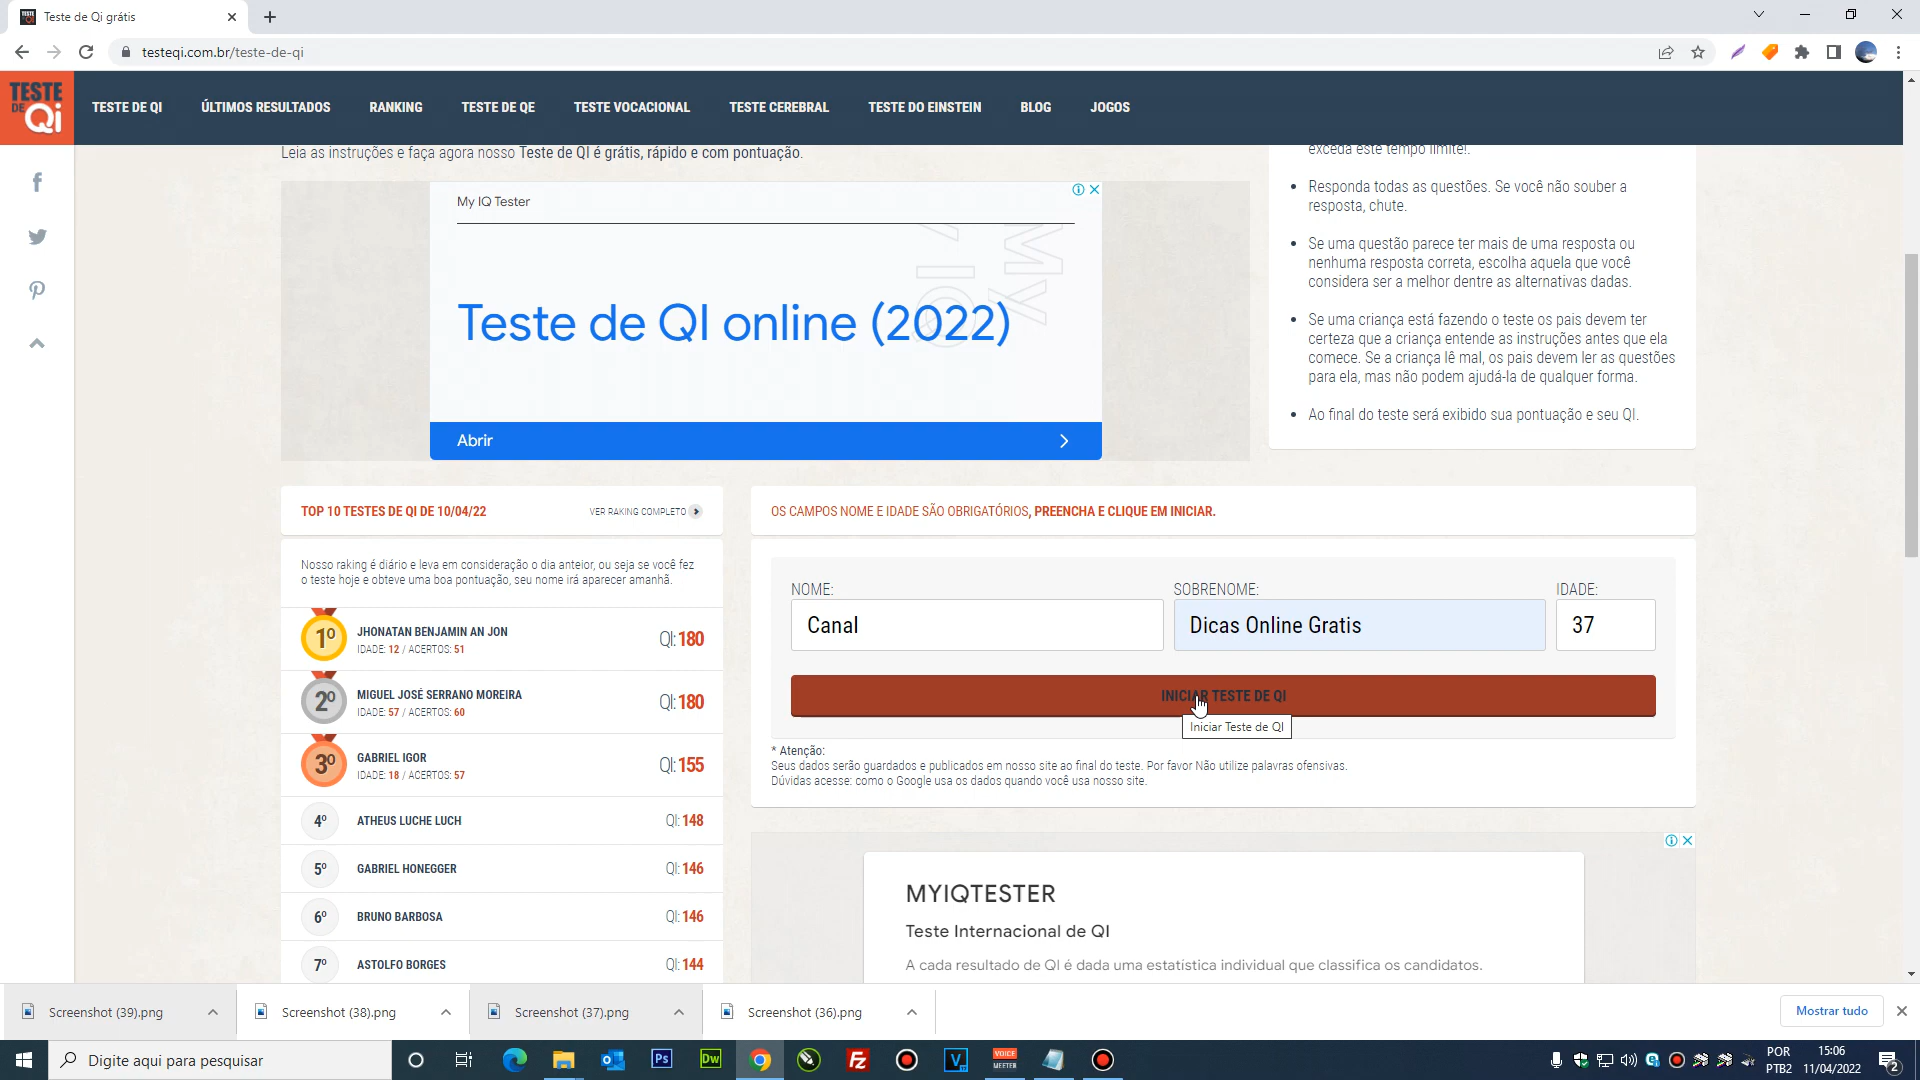 Teste de Qi grátis
testeqi.com.br/teste-de-qi
TESTE DE Qi
TESTE DE QI
ÚLTIMOS RESULTADOS
RANKING
TESTE DE QE
TESTE VOCACIONAL
TESTE CEREBRAL
TESTE DO EINSTEIN
BLOG
JOGOS
Leia as instruções e faça agora nosso Teste de QI é grátis, rápido e com pontuação.
My IQ Tester
MY IQ
Teste de QI online (2022)
Abrir
exceda este tempo limite!.
Responda todas as questões. Se você não souber a
resposta, chute.
Se uma questão parece ter mais de uma resposta ou
nenhuma resposta correta, escolha aquela que você
considera ser a melhor dentre as alternativas dadas.
Se uma criança está fazendo o teste os pais devem ter
certeza que a criança entende as instruções antes que ela
comece. Se a criança lê mal, os pais devem ler as questões
para ela, mas não podem ajudá-la de qualquer forma.
Ao final do teste será exibido sua pontuação e seu QI.
TOP 10 TESTES DE QI DE 10/04/22
VER RAKING COMPLETO
Nosso raking é diário e leva em consideração o dia anteior, ou seja se você fez
o teste hoje e obteve uma boa pontuação, seu nome irá aparecer amanhã.
1º
JHONATAN BENJAMIN AN JON
IDADE: 12 / ACERTOS: 51
QI: 180
2º
MIGUEL JOSÉ SERRANO MOREIRA
IDADE: 57 / ACERTOS: 60
QI: 180
3º
GABRIEL IGOR
IDADE: 18 / ACERTOS: 57
QI: 155
4º
ATHEUS LUCHE LUCH
QI: 148
5º
GABRIEL HONEGGER
QI: 146
6º
BRUNO BARBOSA
QI: 146
7º
ASTOLFO BORGES
QI: 144
OS CAMPOS NOME E IDADE SÃO OBRIGATÓRIOS, PREENCHA E CLIQUE EM INICIAR.
NOME:
SOBRENOME:
IDADE:
Canal
Dicas Online Gratis
37
INICIAR TESTE DE QI
Iniciar Teste de QI
* Atenção:
Seus dados serão guardados e publicados em nosso site ao final do teste. Por favor Não utilize palavras ofensivas.
Dúvidas acesse: como o Google usa os dados quando você usa nosso site.
MYIQTESTER
Teste Internacional de QI
A cada resultado de QI é dada uma estatística individual que classifica os candidatos.
Screenshot (39).png
Screenshot (38).png
Screenshot (37).png
Screenshot (36).png
Mostrar tudo
Digite aqui para pesquisar
Ps
Dw
Fz
V
VOICE
MEETER
POR
PTB2
15:06
11/04/2022
2